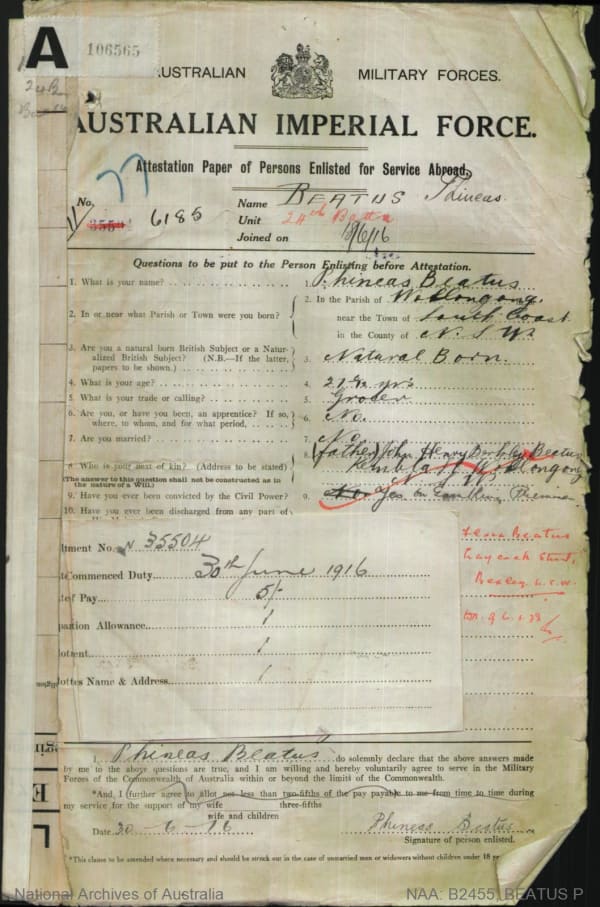 A
106565
AUSTRALIAN MILITARY FORCES.
AUSTRALIAN IMPERIAL FORCE.
Attestation Paper of Persons Enlisted for Service Abroad.
77
No. 6185
Name BEATUS Phineas.
Unit 24th Battn
Joined on
Questions to be put to the Person Enlisting before Attestation.
1. What is your name? 1. Phineas Beatus
2. In or near what Parish or Town were you born? 2. In the Parish of Wollongong.
near the Town of South Coast
in the County of N. S. W.
3. Are you a natural born British Subject or a Naturalized British Subject? (N.B.—If the latter, papers to be shown.) 3. Natural Born.
4. What is your age? 4. 21 yrs
5. What is your trade or calling? 5. Grocer
6. Are you, or have you been, an apprentice? If so, where, to whom, and for what period. 6. No.
7. Are you married? 7. No
8. Who is your next of kin? (Address to be stated) 8. father John Henry Beatus
Kembla St Wollongong
N.S.W.
(The answer to this question shall not be construed as in the nature of a Will.)
9. Have you ever been convicted by the Civil Power? 9. Yes
10. Have you ever been discharged from any part of
Beatus
Bexley N.S.W.
lment No. N 35504
Commenced Duty 30th June 1916
of Pay 5/-
Allowance
lottees Name & Address
I, Phineas Beatus do solemnly declare that the above answers made
by me to the above questions are true, and I am willing and hereby voluntarily agree to serve in the Military
Forces of the Commonwealth of Australia within or beyond the limits of the Commonwealth.
*And I further agree to allot not less than two-fifths of the pay payable to me from time to time during
three-fifths
my service for the support of my wife
wife and children
Date 20-6-16 Phineas Beatus
Signature of person enlisted.
*This clause to be amended where necessary and should be struck out in the case of unmarried men or widowers without children under 18
National Archives of Australia NAA: B2455, BEATUS P